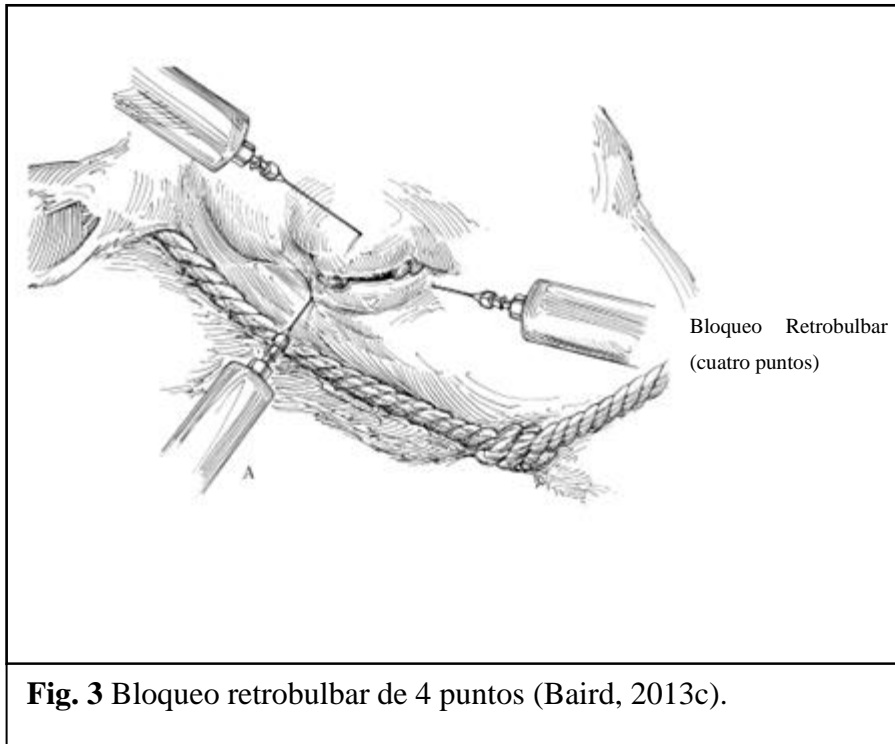 Bloqueo Retrobulbar
(cuatro puntos)
A
Fig. 3 Bloqueo retrobulbar de 4 puntos (Baird, 2013c).